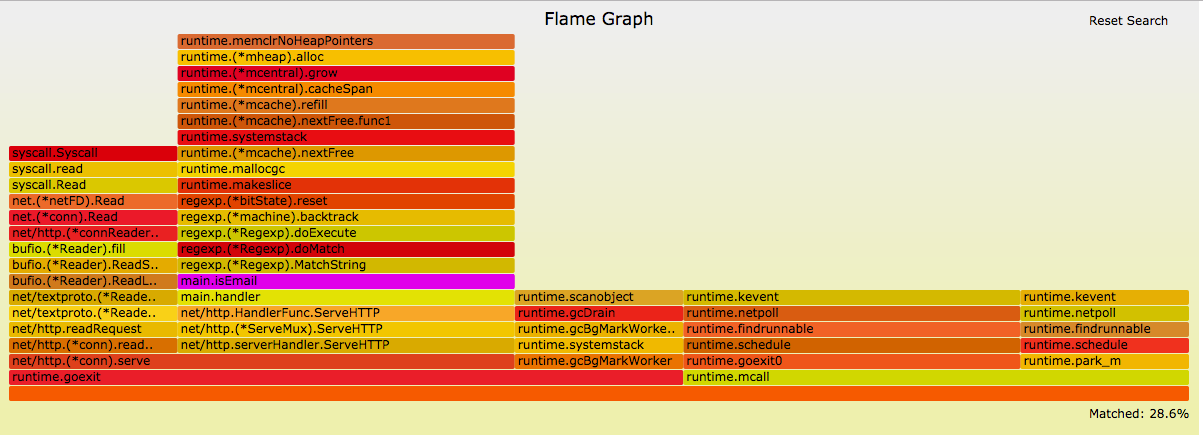 Flame Graph
Reset Search
runtime.memclrNoHeapPointers
runtime.(*mheap).alloc
runtime.(*mcentral).grow
runtime.(*mcentral).cacheSpan
runtime.(*mcache).refill
runtime.(*mcache).nextFree.func1
runtime.systemstack
syscall.Syscall runtime.(*mcache).nextFree
syscall.read runtime.mallocgc
syscall.Read runtime.makeslice
net.(*netFD).Read regexp.(*bitState).reset
net.(*conn).Read regexp.(*machine).backtrack
net/http.(*connReader.. regexp.(*Regexp).doExecute
bufio.(*Reader).fill regexp.(*Regexp).doMatch
bufio.(*Reader).ReadS.. regexp.(*Regexp).MatchString
bufio.(*Reader).ReadL.. main.isEmail
net/textproto.(*Reade.. main.handler runtime.scanobject runtime.kevent runtime.kevent
net/textproto.(*Reade.. net/http.HandlerFunc.ServeHTTP runtime.gcDrain runtime.netpoll runtime.netpoll
net/http.readRequest net/http.(*ServeMux).ServeHTTP runtime.gcBgMarkWorke.. runtime.findrunnable runtime.findrunnable
net/http.(*conn).read.. net/http.serverHandler.ServeHTTP runtime.systemstack runtime.schedule runtime.schedule
net/http.(*conn).serve runtime.gcBgMarkWorker runtime.goexit0 runtime.park_m
runtime.goexit runtime.mcall
Matched: 28.6%